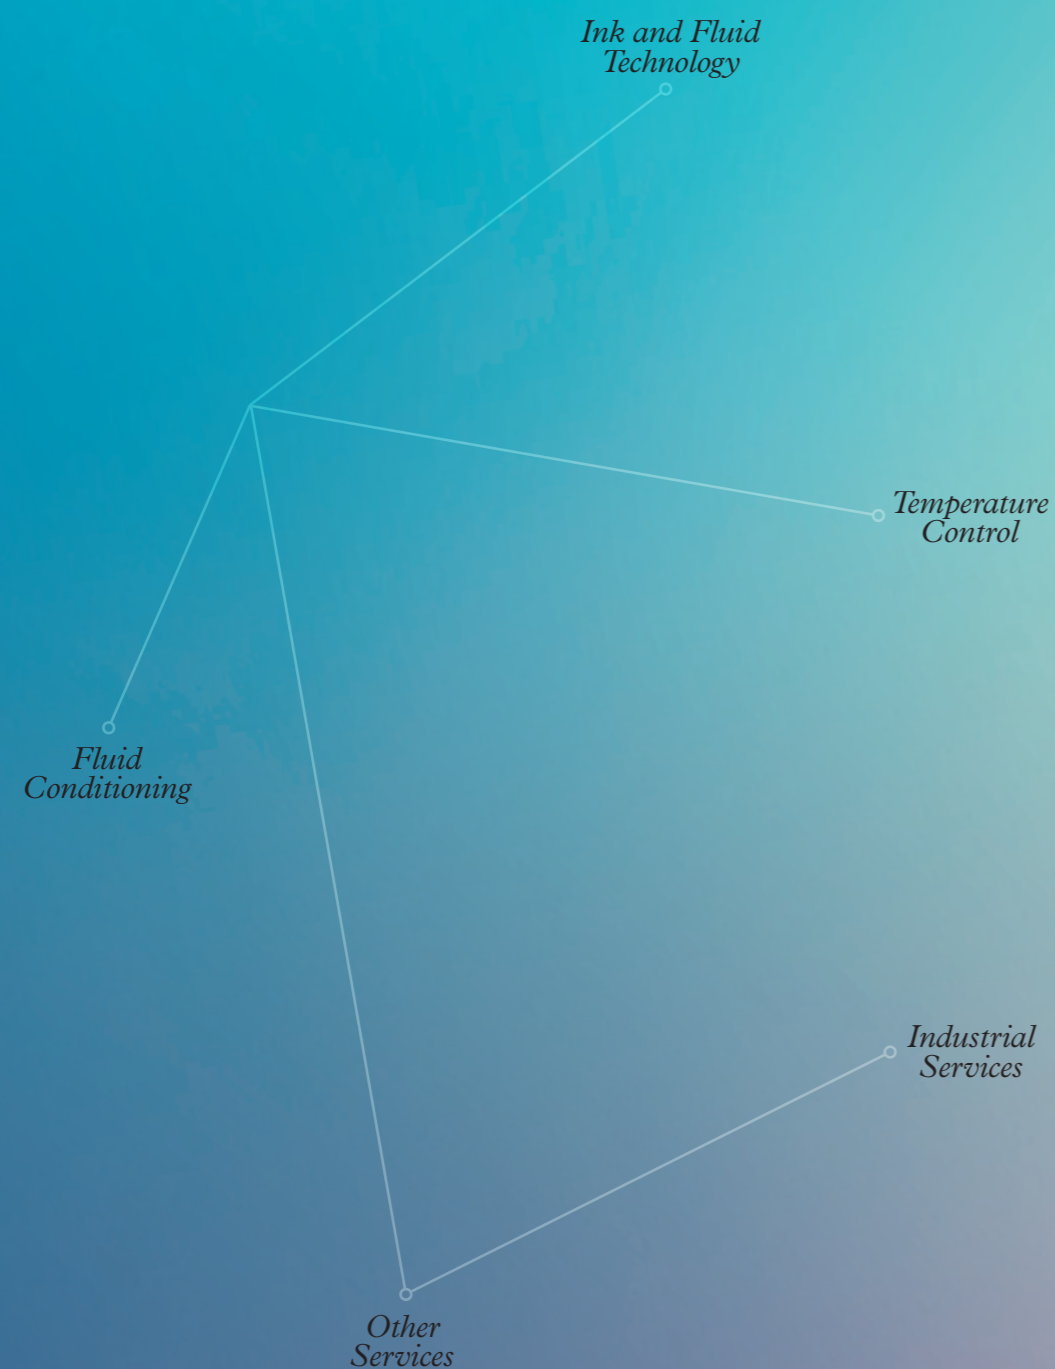 Ink and Fluid
Technology
Temperature
Control
Fluid
Conditioning
Industrial
Services
Other
Services